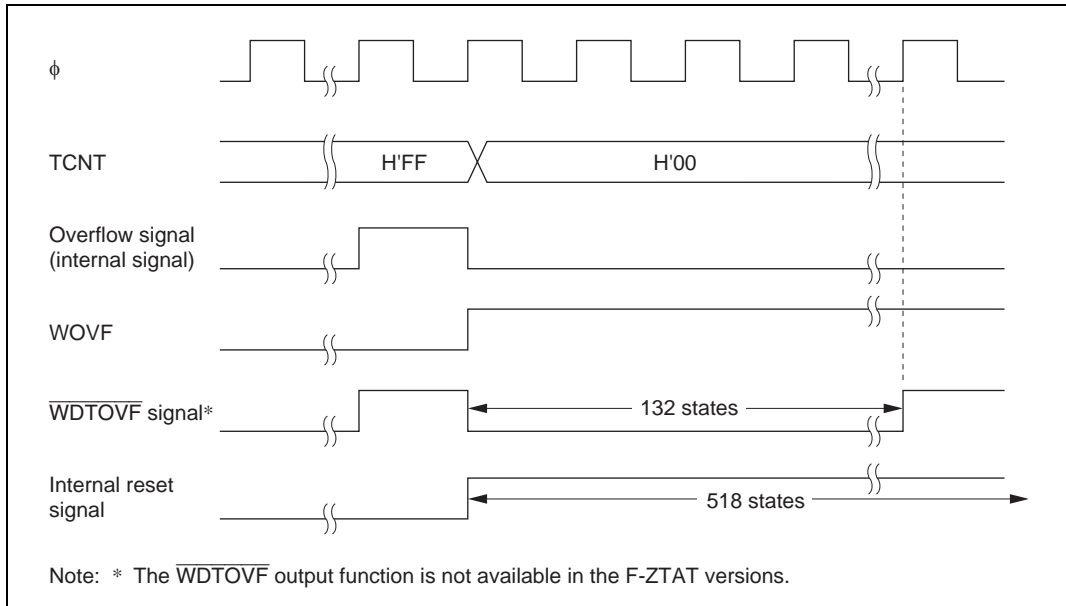 ϕ
TCNT
H'FF
H'00
Overflow signal
(internal signal)
WOVF
WDTOVF signal*
132 states
Internal reset
signal
518 states
Note: * The WDTOVF output function is not available in the F-ZTAT versions.